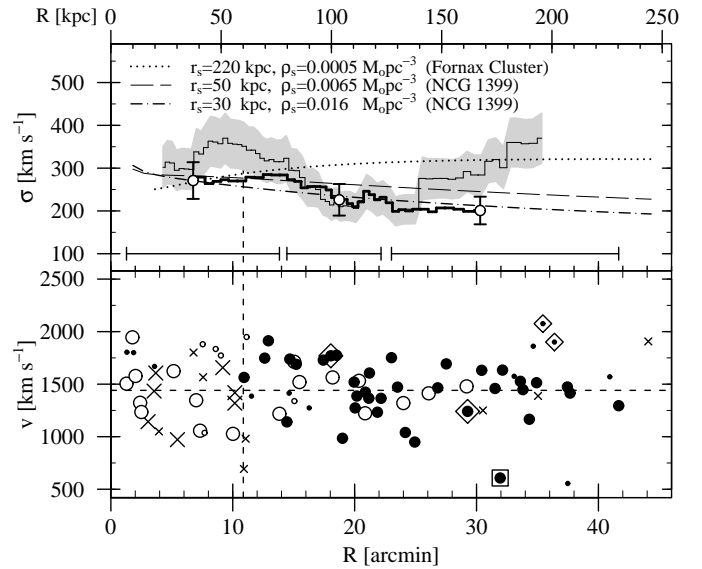 R [kpc] 0 50 100 150 200 250
r_s=220 kpc, ρ_s=0.0005 M_o pc^−3 (Fornax Cluster)
r_s=50 kpc, ρ_s=0.0065 M_o pc^−3 (NCG 1399)
r_s=30 kpc, ρ_s=0.016 M_o pc^−3 (NCG 1399)
σ [km s^−1]
500
400
300
200
100
v [km s^−1]
2500
2000
1500
1000
500
0 10 20 30 40
R [arcmin]